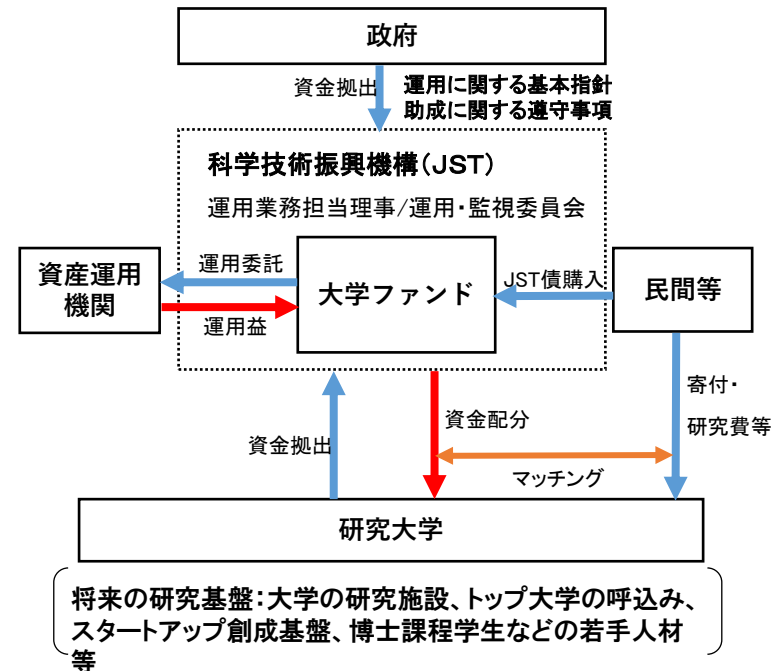 政府
資金拠出
運用に関する基本指針
助成に関する遵守事項
科学技術振興機構(JST)
運用業務担当理事/運用・監視委員会
資産運用
機関
運用委託
運用益
大学ファンド
JST債購入
民間等
寄付・
研究費等
資金拠出
資金配分
マッチング
研究大学
将来の研究基盤:大学の研究施設、トップ大学の呼込み、
スタートアップ創成基盤、博士課程学生などの若手人材
等